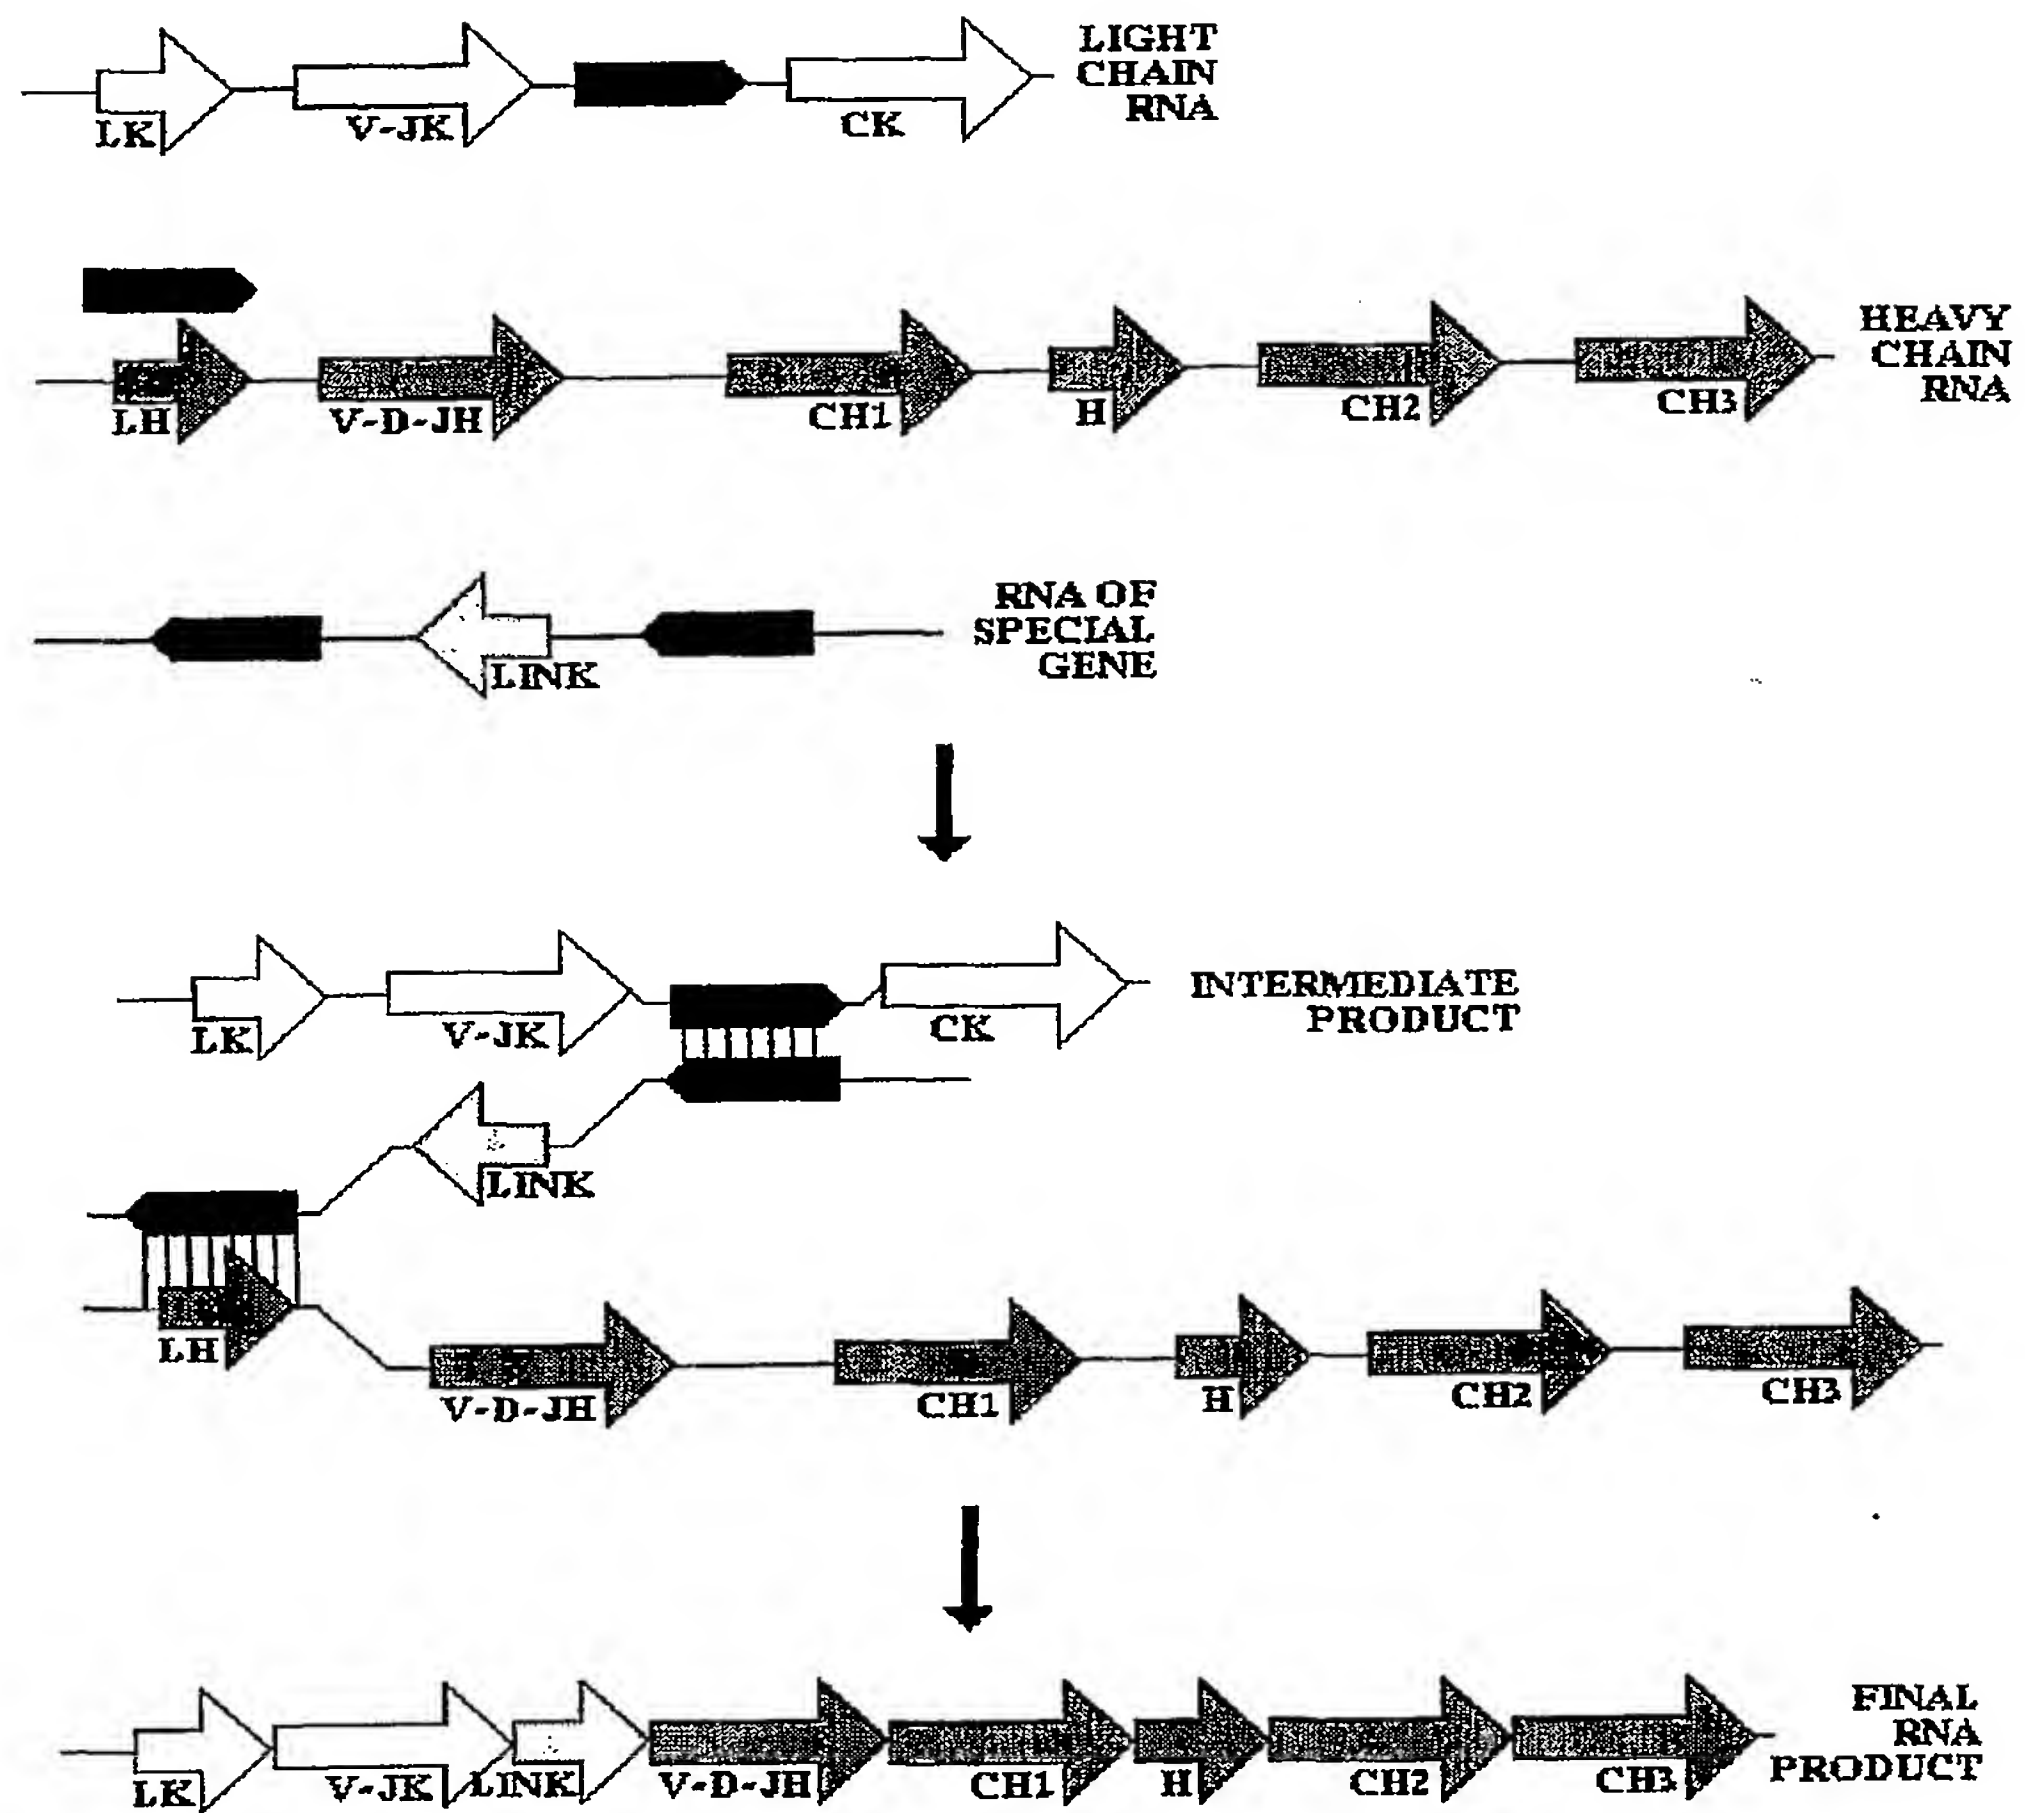 LIGHT
CHAIN
RNA
LK
V-JK
CK
HEAVY
CHAIN
RNA
LH
V-D-JH
CH1
H
CH2
CH3
RNA OF
SPECIAL
GENE
LINK
INTERMEDIATE
PRODUCT
LK
V-JK
CK
LINK
LH
V-D-JH
CH1
H
CH2
CH3
FINAL
RNA
PRODUCT
LK
V-JK
LINK
V-D-JH
CH1
H
CH2
CH3